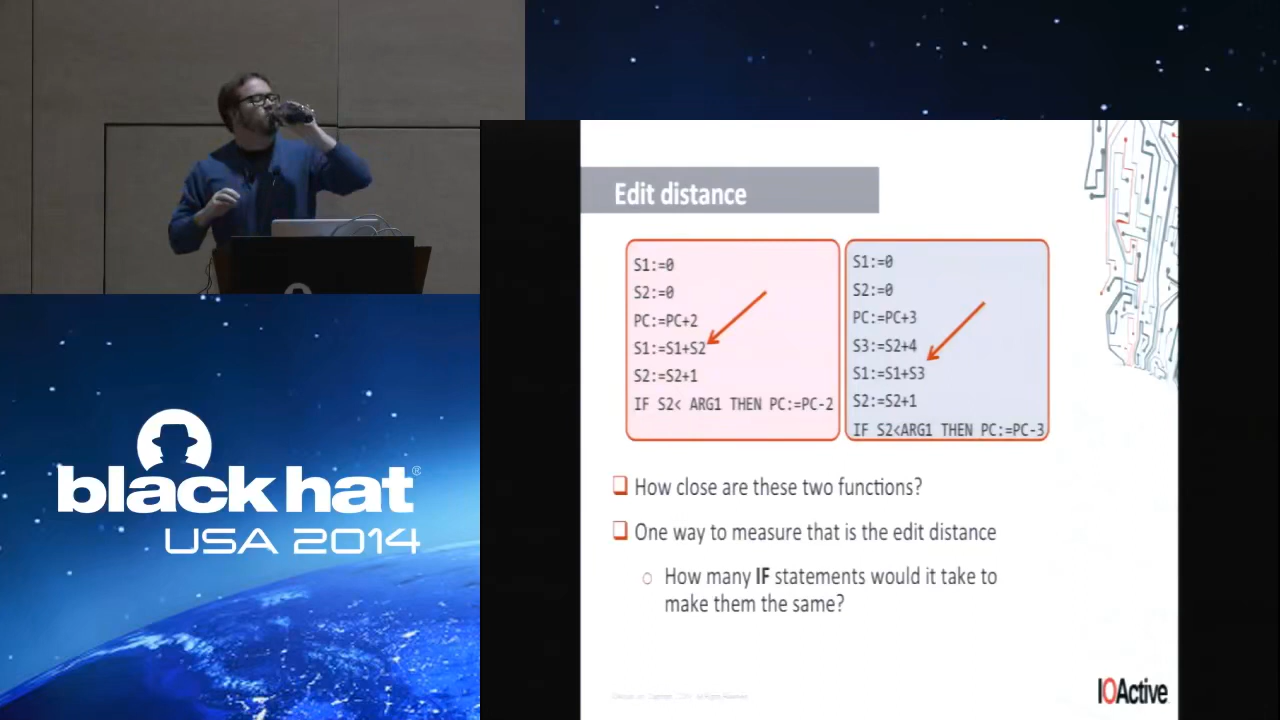 Edit distance
S1:=0
S2:=0
PC:=PC+2
S1:=S1+S2
S2:=S2+1
IF S2< ARG1 THEN PC:=PC-2
S1:=0
S2:=0
PC:=PC+3
S3:=S2+4
S1:=S1+S3
S2:=S2+1
IF S2<ARG1 THEN PC:=PC-3
How close are these two functions?
One way to measure that is the edit distance
How many IF statements would it take to
make them the same?
IOActive
black hat®
USA 2014